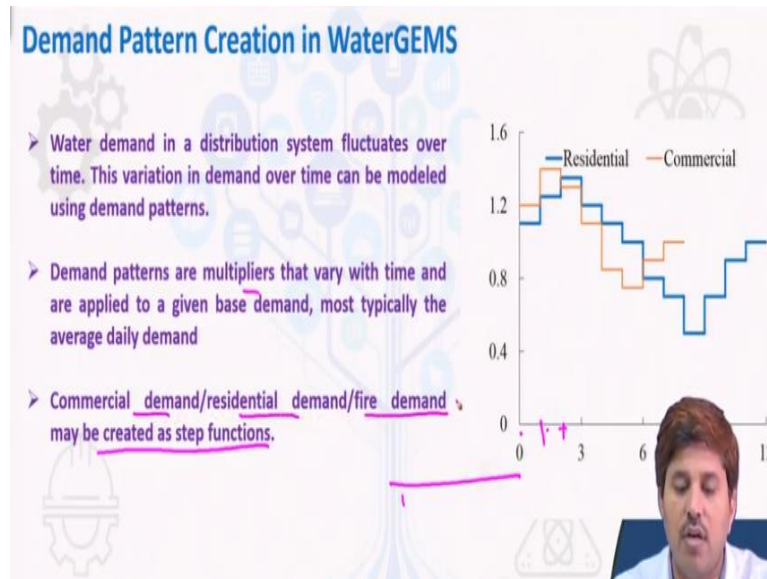 Demand Pattern Creation in WaterGEMS
➤ Water demand in a distribution system fluctuates over
time. This variation in demand over time can be modeled
using demand patterns.
➤ Demand patterns are multipliers that vary with time and
are applied to a given base demand, most typically the
average daily demand
➤ Commercial demand/residential demand/fire demand
may be created as step functions.
1.6
Residential Commercial
1.2
0.8
0.4
0
0 3 6